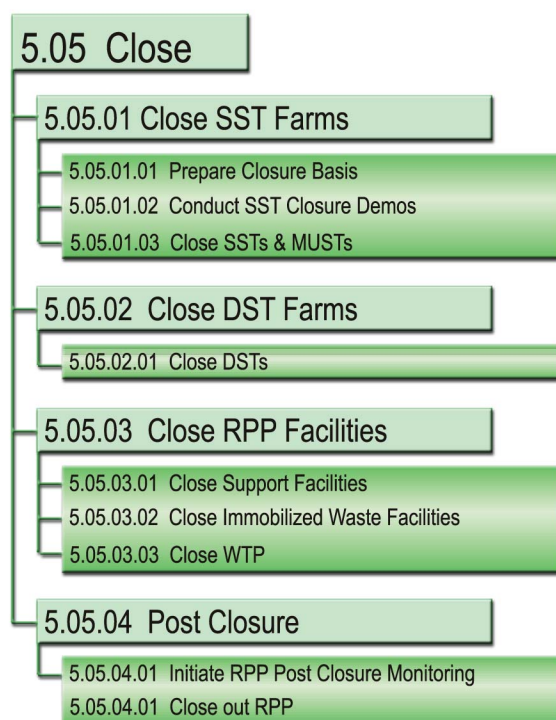 5.05 Close
5.05.01 Close SST Farms
5.05.01.01 Prepare Closure Basis
5.05.01.02 Conduct SST Closure Demos
5.05.01.03 Close SSTs & MUSTs
5.05.02 Close DST Farms
5.05.02.01 Close DSTs
5.05.03 Close RPP Facilities
5.05.03.01 Close Support Facilities
5.05.03.02 Close Immobilized Waste Facilities
5.05.03.03 Close WTP
5.05.04 Post Closure
5.05.04.01 Initiate RPP Post Closure Monitoring
5.05.04.01 Close out RPP